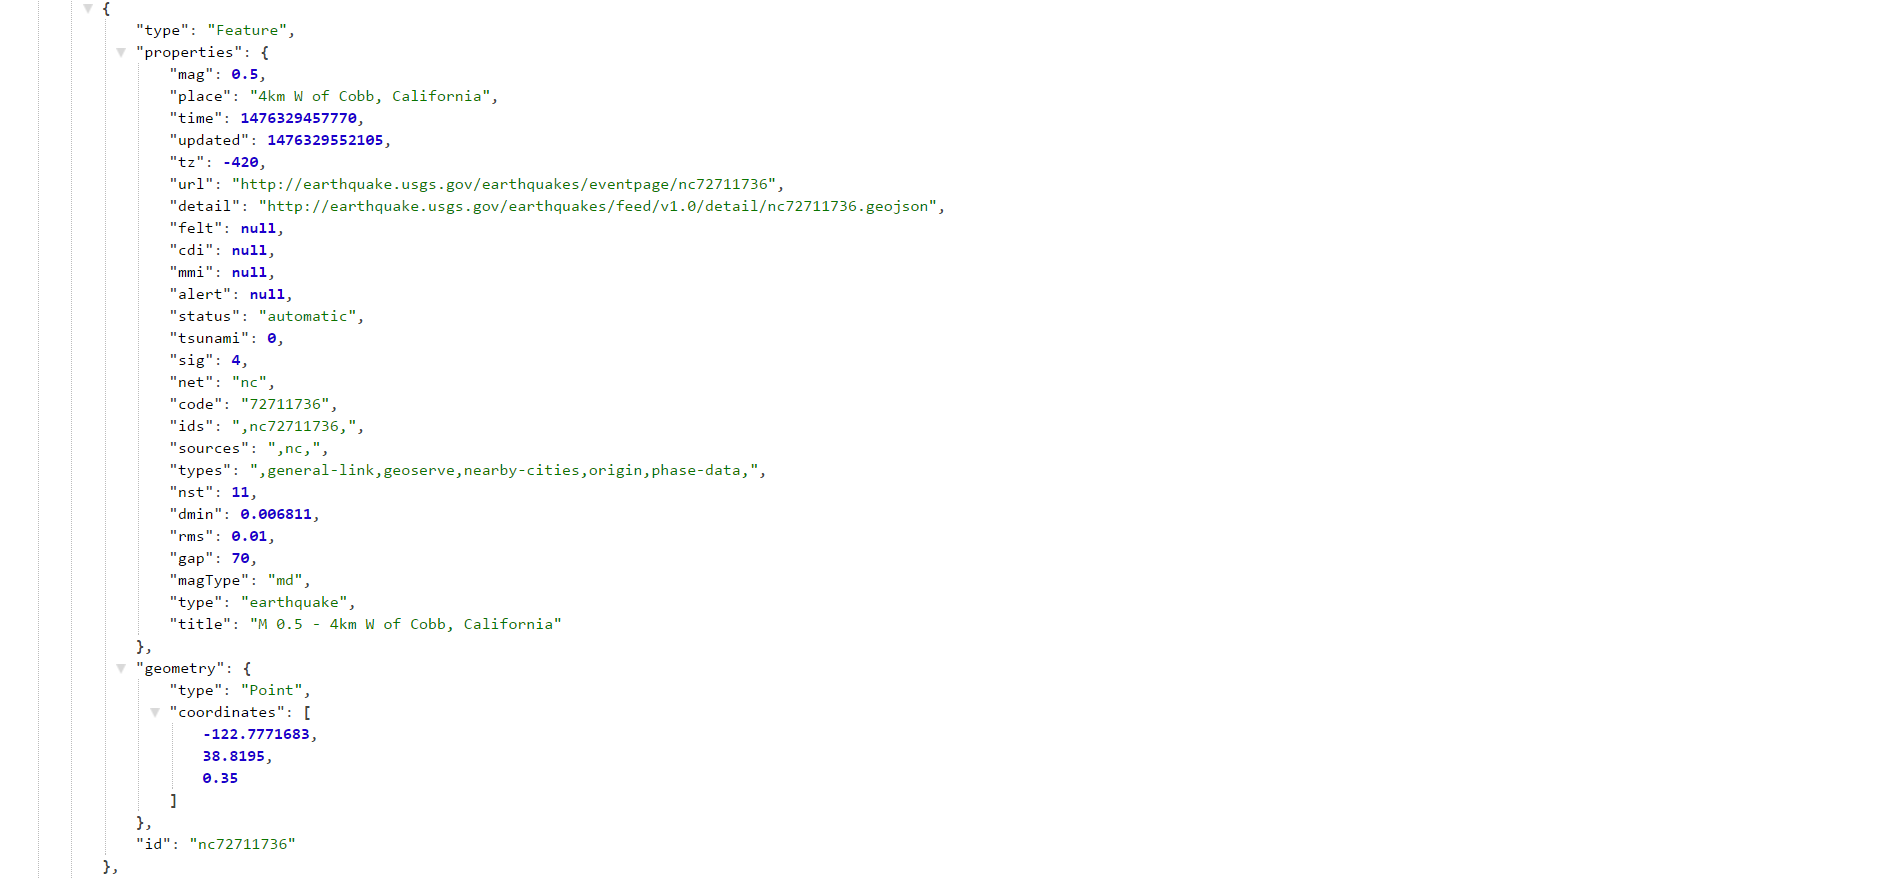 {
"type": "Feature",
"properties": {
"mag": 0.5,
"place": "4km W of Cobb, California",
"time": 1476329457770,
"updated": 1476329552105,
"tz": -420,
"url": "http://earthquake.usgs.gov/earthquakes/eventpage/nc72711736",
"detail": "http://earthquake.usgs.gov/earthquakes/feed/v1.0/detail/nc72711736.geojson",
"felt": null,
"cdi": null,
"mmi": null,
"alert": null,
"status": "automatic",
"tsunami": 0,
"sig": 4,
"net": "nc",
"code": "72711736",
"ids": ",nc72711736,",
"sources": ",nc,",
"types": ",general-link,geoserve,nearby-cities,origin,phase-data,",
"nst": 11,
"dmin": 0.006811,
"rms": 0.01,
"gap": 70,
"magType": "md",
"type": "earthquake",
"title": "M 0.5 - 4km W of Cobb, California"
},
"geometry": {
"type": "Point",
"coordinates": [
-122.7771683,
38.8195,
0.35
]
},
"id": "nc72711736"
},